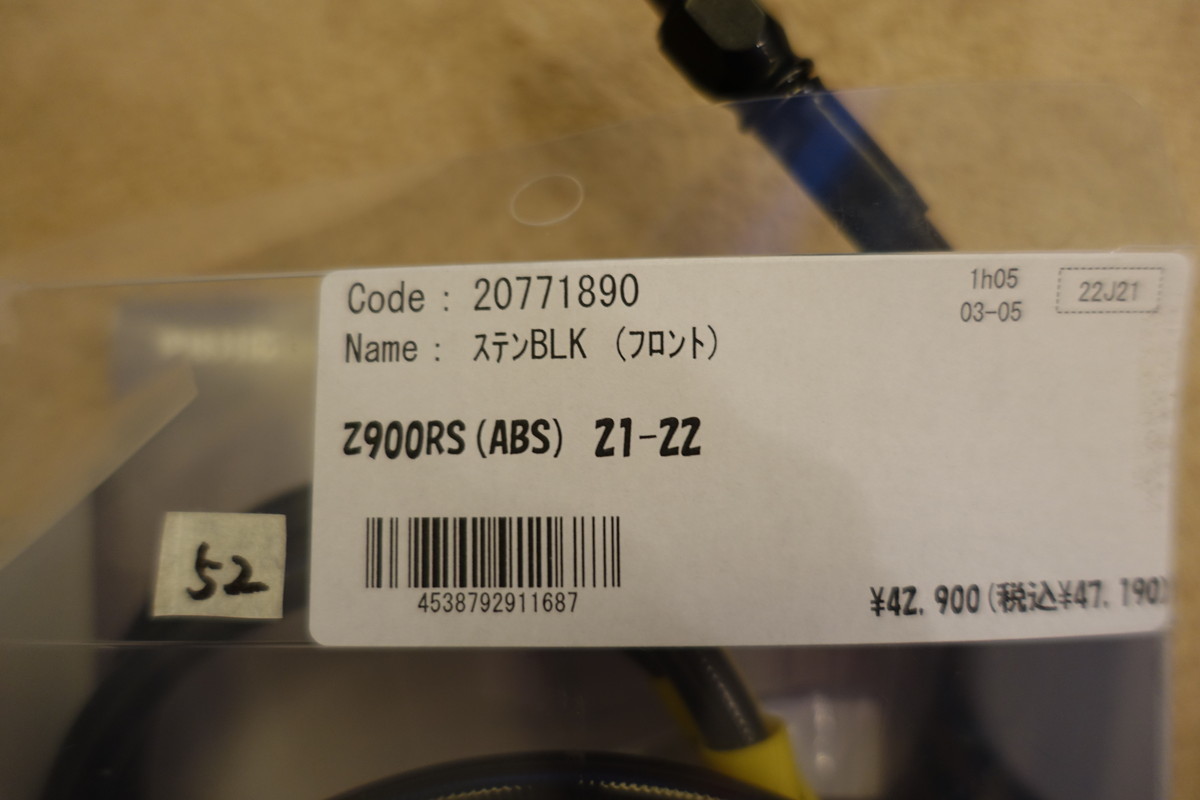 Code : 20771890
1h05
22J21
03-05
Name : ｽﾃﾝBLK (ﾌﾛﾝﾄ)
Z900RS(ABS) 21-22
52
4538792911687
¥42,900(税込¥47,190)